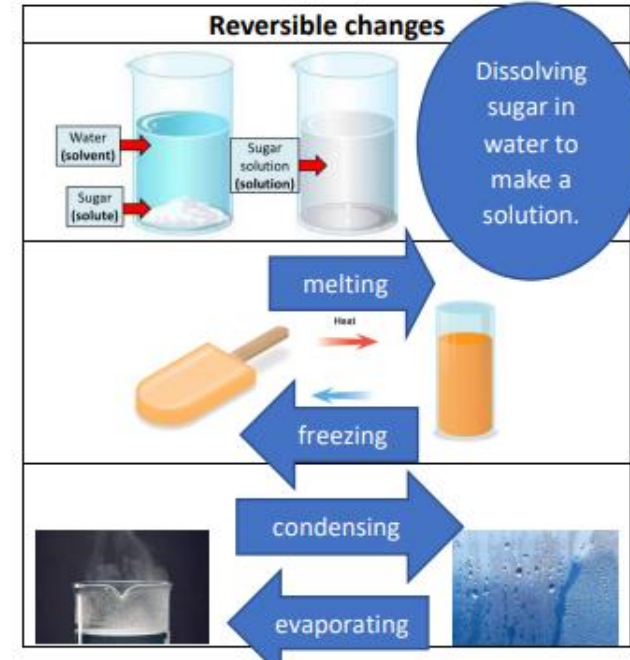 Reversible changes
Dissolving
sugar in
water to
make a
solution.
Water
(solvent)
Sugar
(solute)
Sugar
solution
(solution)
melting
Heat
freezing
condensing
evaporating